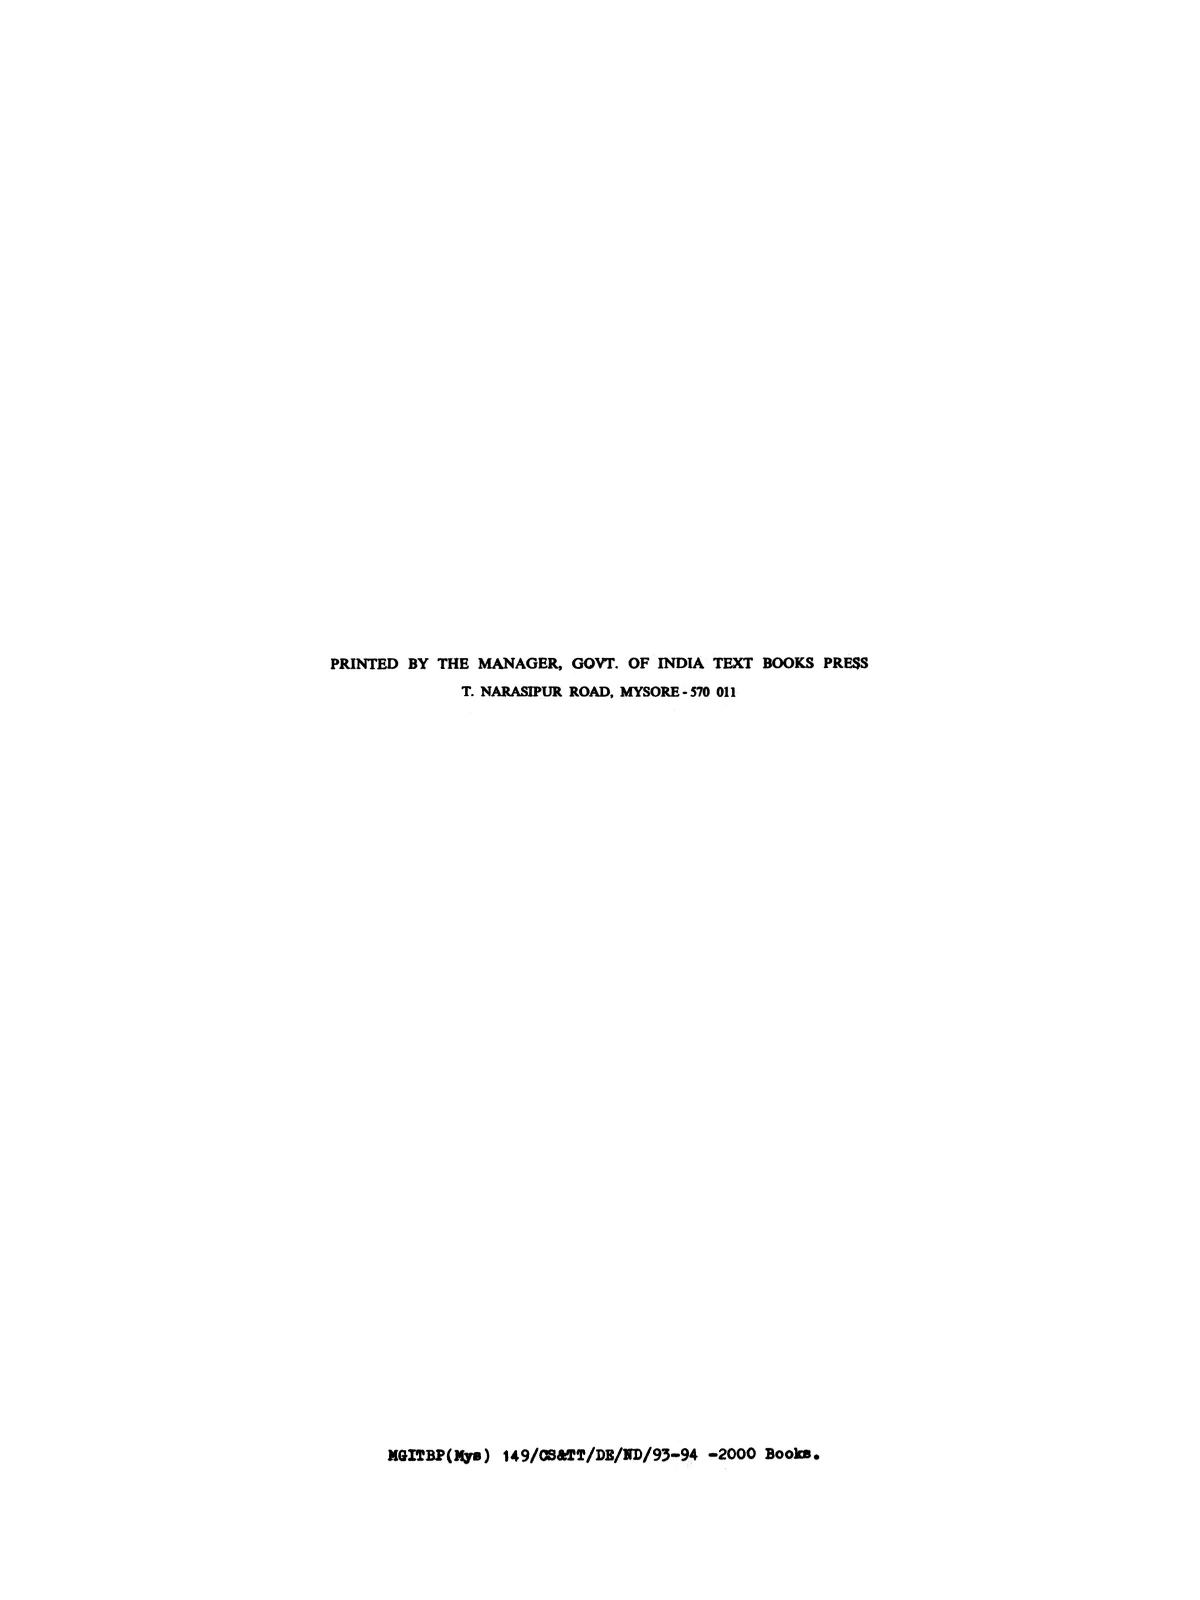 PRINTED BY THE MANAGER, GOVT. OF INDIA TEXT BOOKS PRESS
T. NARASIPUR ROAD, MYSORE - 570 011
MGITBP(Mys) 149/CS&TT/DE/ND/93-94 -2000 Books.